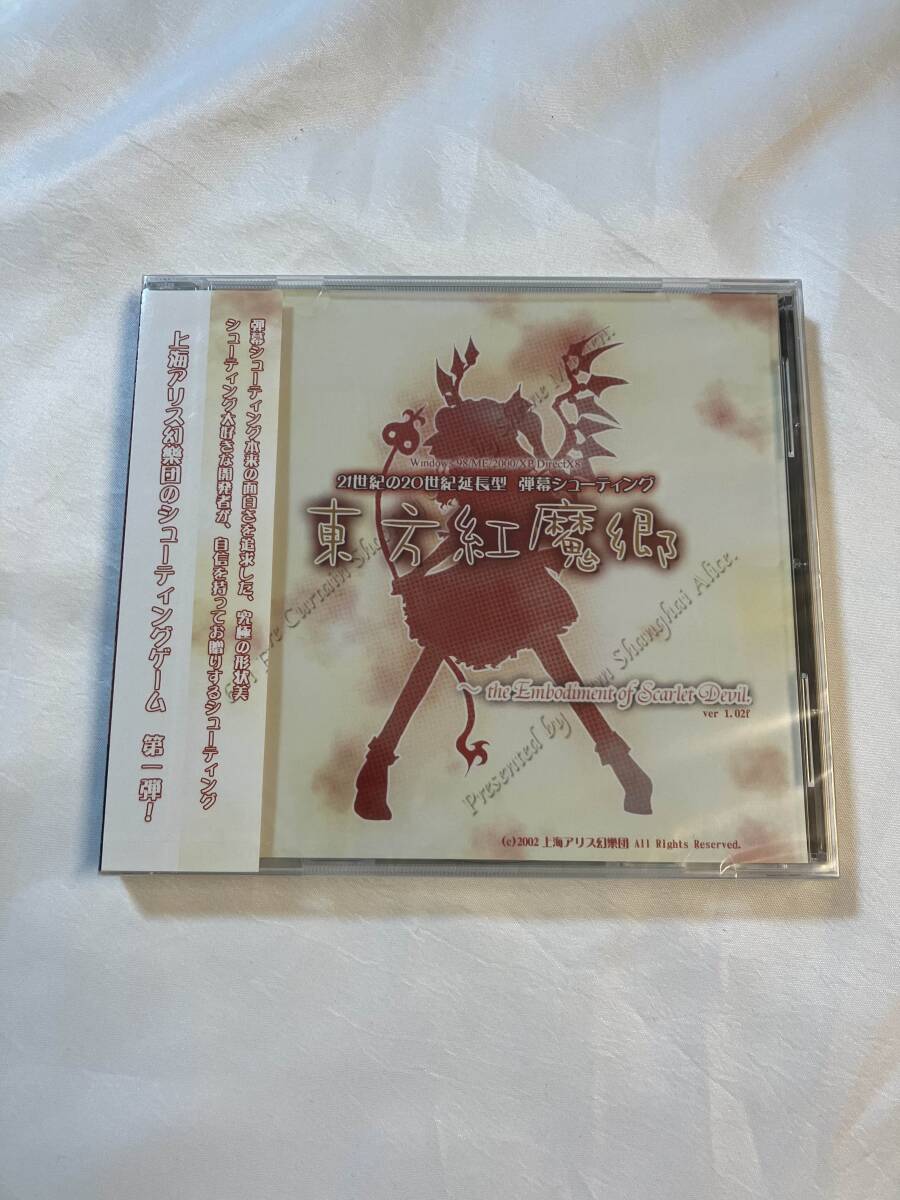 弾幕シューティング本来の面白さを追求した、究極の形状美
シューティング大好きな開発者が、自信を持ってお贈りするシューティング
上海アリス幻樂団のシューティングゲーム 第一弾!
Windows 98/ME/2000/XP DirectX8
21世紀の20世紀延長型 弾幕シューティング
東方紅魔郷
Curtain
Presented by
Shanghai Alice.
～ the Embodiment of Scarlet Devil.
ver 1.02f
(c)2002 上海アリス幻樂団 All Rights Reserved.